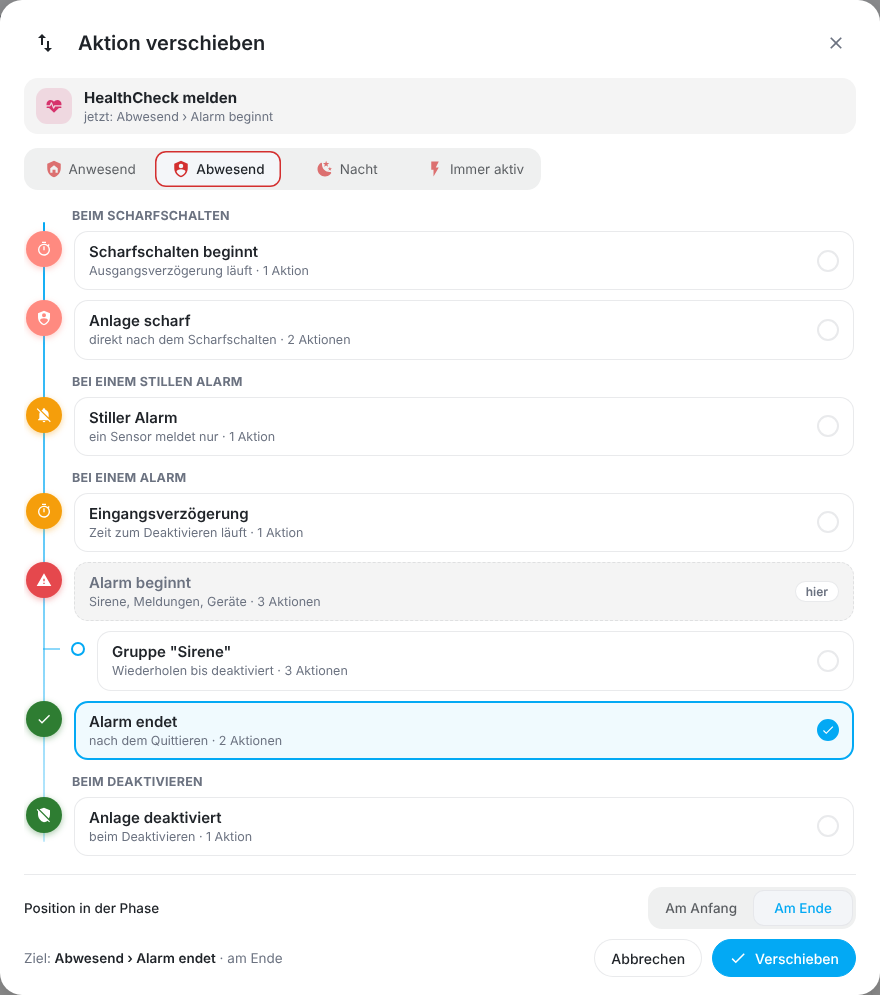 Aktion verschieben
HealthCheck melden
jetzt: Abwesend › Alarm beginnt
Anwesend
Abwesend
Nacht
Immer aktiv
BEIM SCHARFSCHALTEN
Scharfschalten beginnt
Ausgangsverzögerung läuft · 1 Aktion
Anlage scharf
direkt nach dem Scharfschalten · 2 Aktionen
BEI EINEM STILLEN ALARM
Stiller Alarm
ein Sensor meldet nur · 1 Aktion
BEI EINEM ALARM
Eingangsverzögerung
Zeit zum Deaktivieren läuft · 1 Aktion
Alarm beginnt
Sirene, Meldungen, Geräte · 3 Aktionen
hier
Gruppe "Sirene"
Wiederholen bis deaktiviert · 3 Aktionen
Alarm endet
nach dem Quittieren · 2 Aktionen
BEIM DEAKTIVIEREN
Anlage deaktiviert
beim Deaktivieren · 1 Aktion
Position in der Phase
Am Anfang
Am Ende
Ziel: Abwesend › Alarm endet · am Ende
Abbrechen
Verschieben